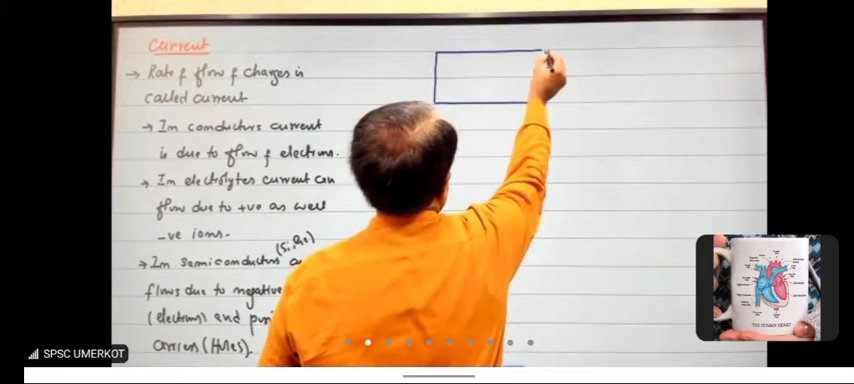 Current
→ Rate of flow of charges is
called current
→ In conductors current
is due to flow of electrons.
→ In electrolytes current can
flow due to +ve as well
-ve ions.
(Si, Ge)
→ In semiconductors
flows due to negative
(electrons) and
carriers (Holes).
THE HUMAN HEART
SPSC UMERKOT